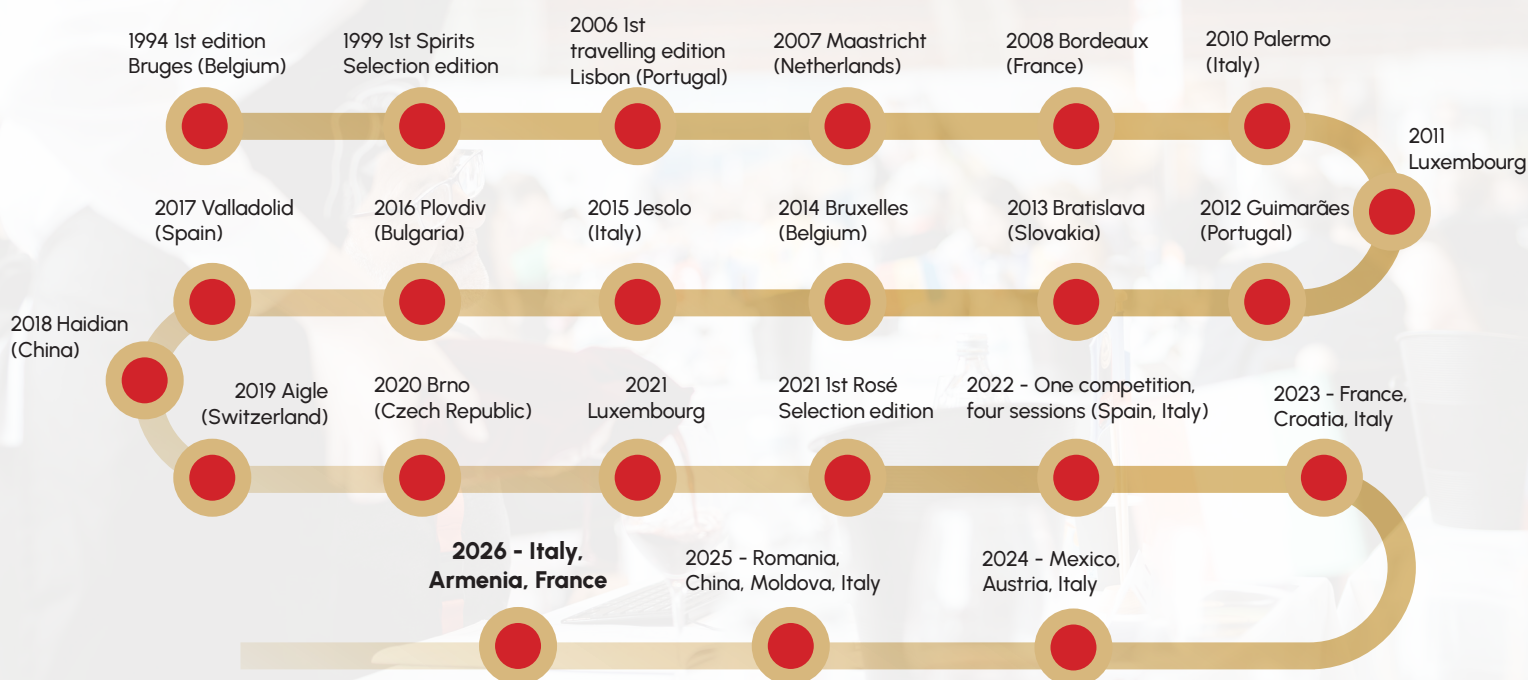 1994 1st edition
Bruges (Belgium)
1999 1st Spirits
Selection edition
2006 1st
travelling edition
Lisbon (Portugal)
2007 Maastricht
(Netherlands)
2008 Bordeaux
(France)
2010 Palermo
(Italy)
2011
Luxembourg
2012 Guimarães
(Portugal)
2013 Bratislava
(Slovakia)
2014 Bruxelles
(Belgium)
2015 Jesolo
(Italy)
2016 Plovdiv
(Bulgaria)
2017 Valladolid
(Spain)
2018 Haidian
(China)
2019 Aigle
(Switzerland)
2020 Brno
(Czech Republic)
2021
Luxembourg
2021 1st Rosé
Selection edition
2022 - One competition,
four sessions (Spain, Italy)
2023 - France,
Croatia, Italy
2024 - Mexico,
Austria, Italy
2025 - Romania,
China, Moldova, Italy
2026 - Italy,
Armenia, France